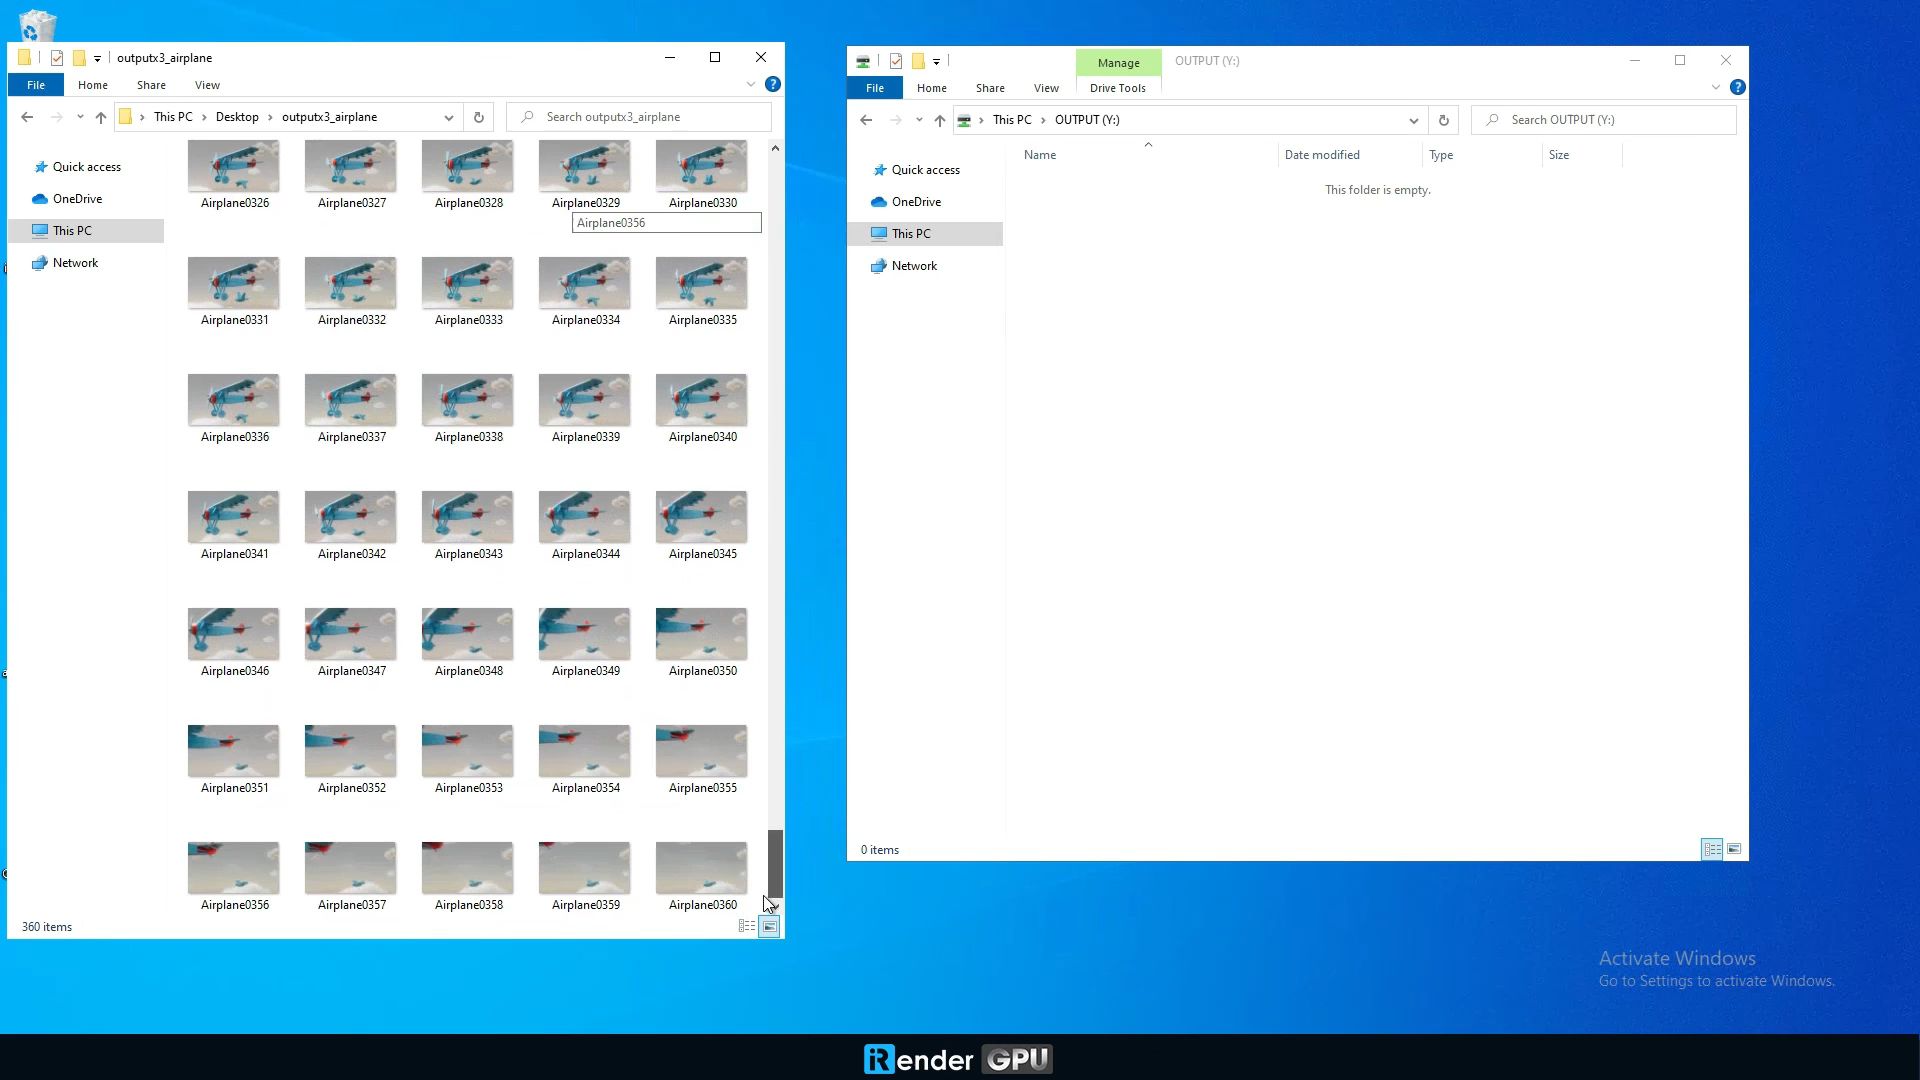 outputx3_airplane
File
Home
Share
View
This PC
Desktop
outputx3_airplane
Search outputx3_airplane
Quick access
OneDrive
This PC
Network
Airplane0326
Airplane0327
Airplane0328
Airplane0329
Airplane0330
Airplane0356
Airplane0331
Airplane0332
Airplane0333
Airplane0334
Airplane0335
Airplane0336
Airplane0337
Airplane0338
Airplane0339
Airplane0340
Airplane0341
Airplane0342
Airplane0343
Airplane0344
Airplane0345
Airplane0346
Airplane0347
Airplane0348
Airplane0349
Airplane0350
Airplane0351
Airplane0352
Airplane0353
Airplane0354
Airplane0355
Airplane0356
Airplane0357
Airplane0358
Airplane0359
Airplane0360
360 items
Manage
OUTPUT (Y:)
File
Home
Share
View
Drive Tools
This PC
OUTPUT (Y:)
Search OUTPUT (Y:)
Quick access
OneDrive
This PC
Network
Name
Date modified
Type
Size
This folder is empty.
0 items
Activate Windows
Go to Settings to activate Windows.
iRender GPU